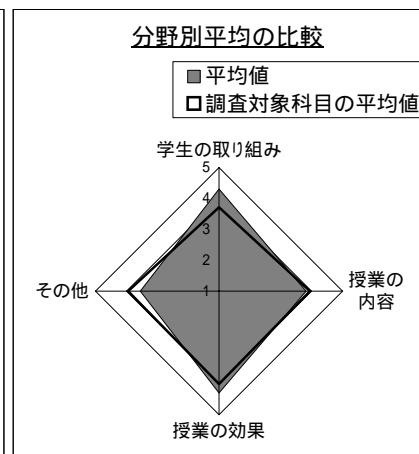 分野別平均の比較
平均値
調査対象科目の平均値
学生の取り組み
5
4
3
2
1
その他
授業の
内容
授業の効果